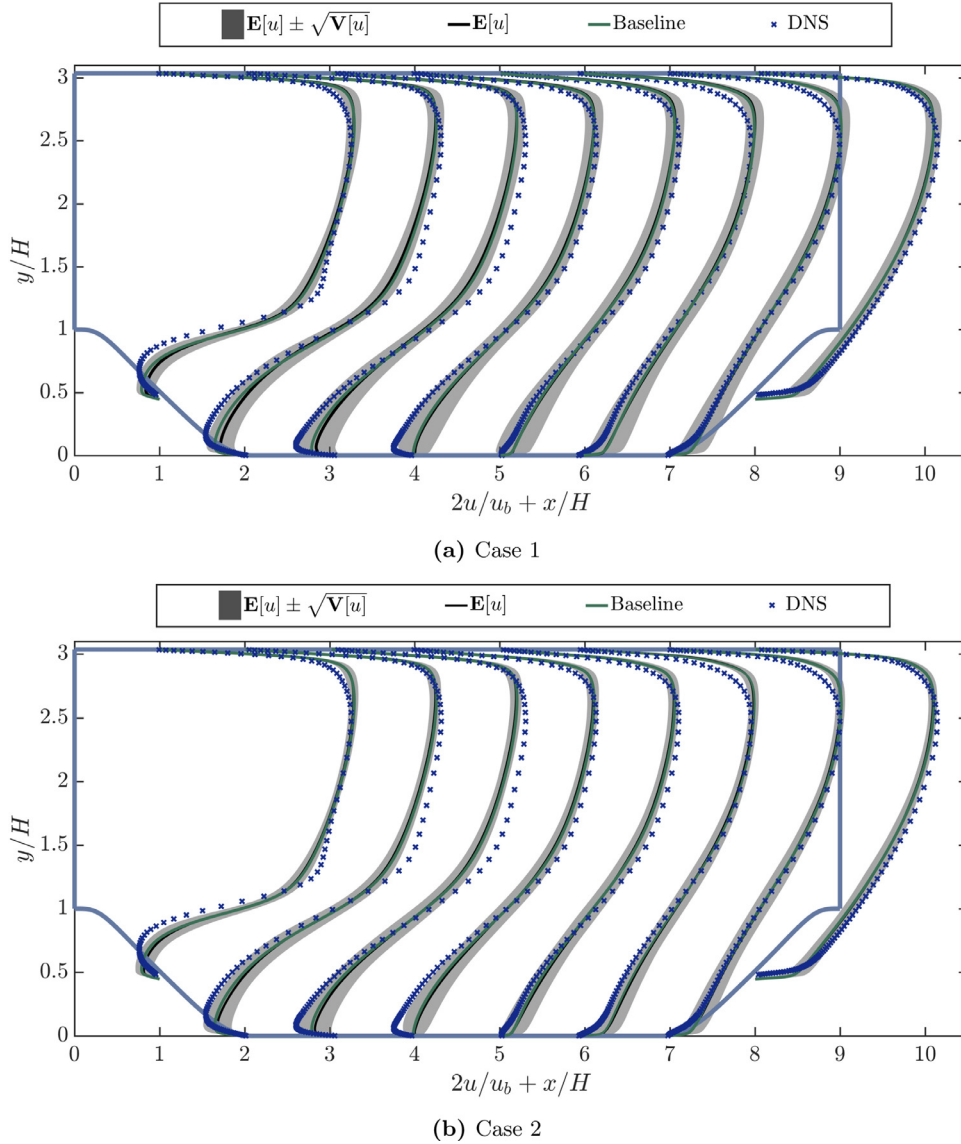 E[u] ± √V[u] E[u] Baseline DNS
3
2.5
2
1.5
1
0.5
0
y/H
0 1 2 3 4 5 6 7 8 9 10
2u/u_b + x/H
(a) Case 1
E[u] ± √V[u] E[u] Baseline DNS
3
2.5
2
1.5
1
0.5
0
y/H
0 1 2 3 4 5 6 7 8 9 10
2u/u_b + x/H
(b) Case 2